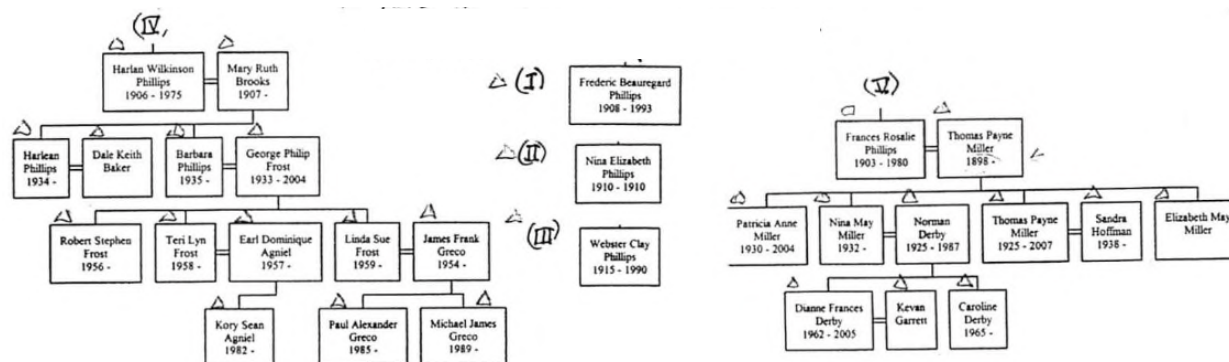 (IV,
Harlan Wilkinson
Phillips
1906 - 1975
Mary Ruth
Brooks
1907 -
Harlean
Phillips
1934 -
Dale Keith
Baker
Barbara
Phillips
1935 -
George Philip
Frost
1933 - 2004
Robert Stephen
Frost
1956 -
Teri Lyn
Frost
1958 -
Earl Dominique
Agniel
1957 -
Linda Sue
Frost
1959 -
James Frank
Greco
1954 -
Kory Sean
Agniel
1982 -
Paul Alexander
Greco
1985 -
Michael James
Greco
1989 -
(I)
Frederic Beauregard
Phillips
1908 - 1993
(II)
Nina Elizabeth
Phillips
1910 - 1910
(III)
Webster Clay
Phillips
1915 - 1990
(V)
Frances Rosalie
Phillips
1903 - 1980
Thomas Payne
Miller
1898 -
Patricia Anne
Miller
1930 - 2004
Nina May
Miller
1932 -
Norman
Derby
1925 - 1987
Thomas Payne
Miller
1925 - 2007
Sandra
Hoffman
1938 -
Elizabeth May
Miller
Dianne Frances
Derby
1962 - 2005
Kevan
Garrett
Caroline
Derby
1965 -